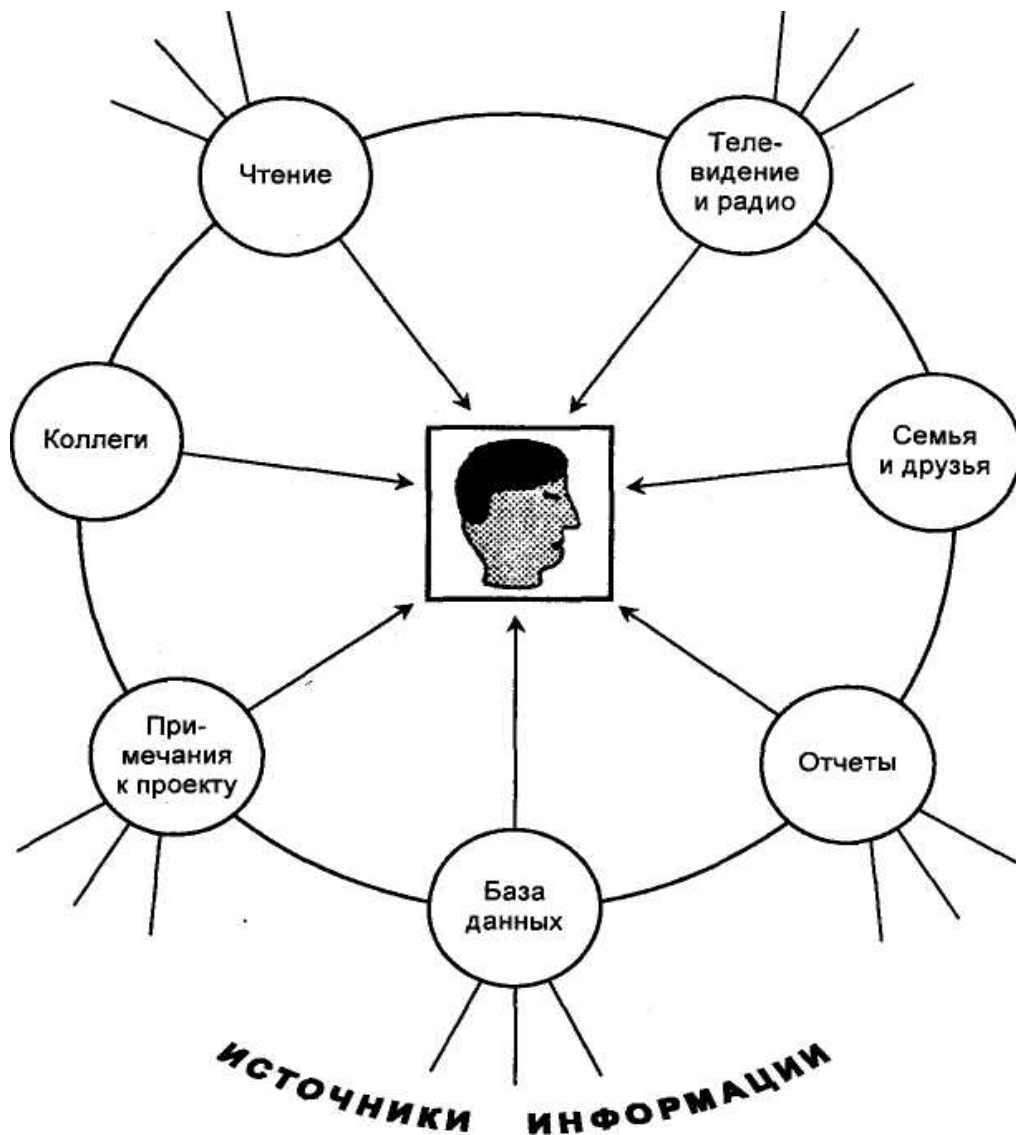 Чтение
Теле-
видение
и радио
Коллеги
Семья
и друзья
При-
мечания
к проекту
Отчеты
База
данных
ИСТОЧНИКИ ИНФОРМАЦИИ